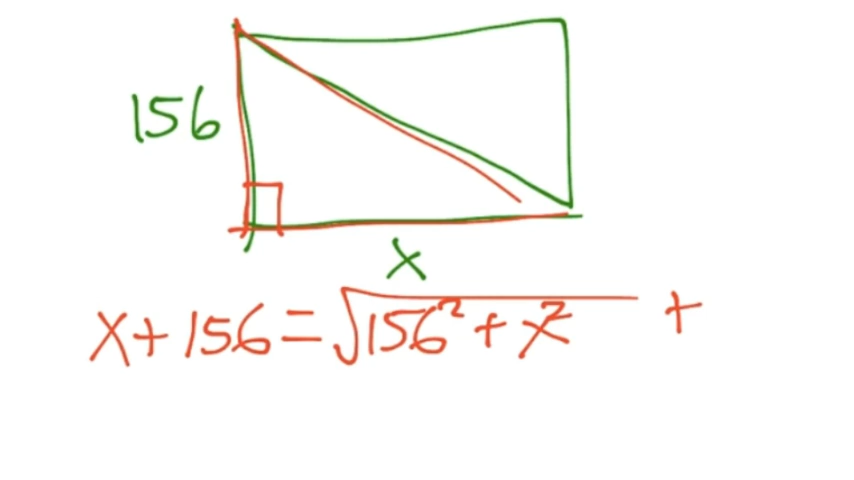 156
x
x + 156 = √156² + x² +